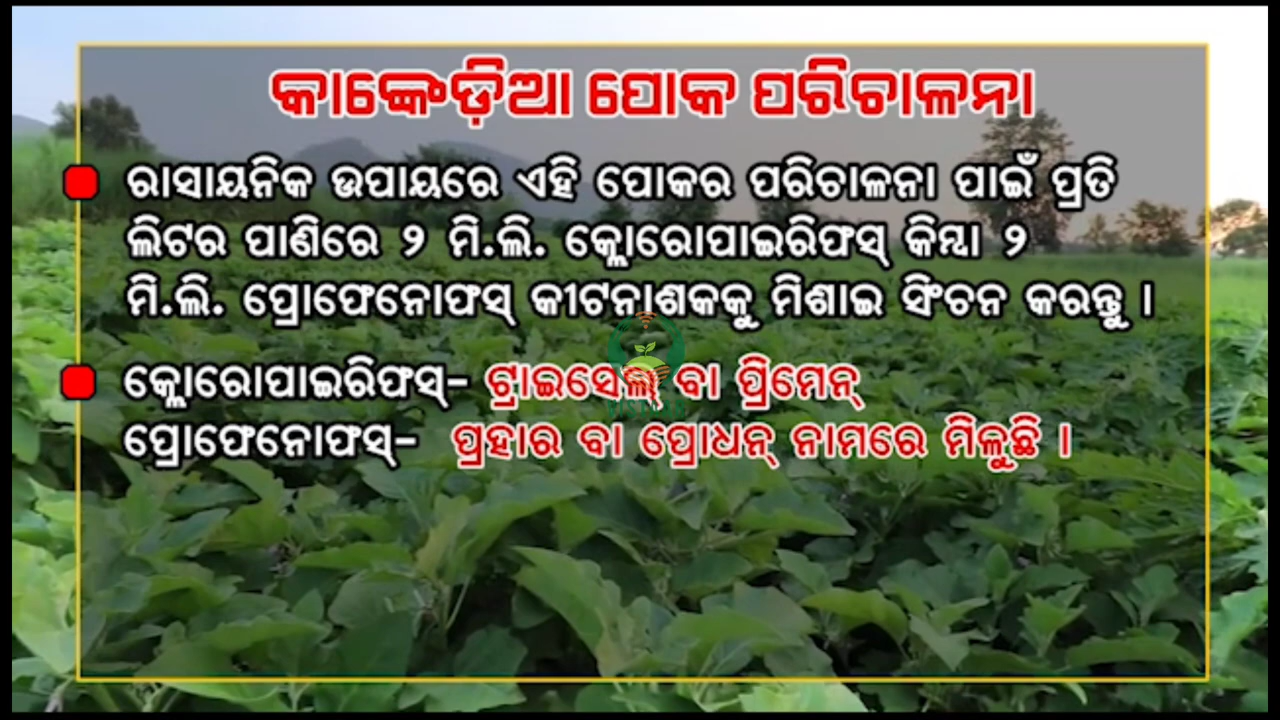 କାଙ୍କେଡ଼ିଆ ପୋକ ପରିଚାଳନା
ରାସାୟନିକ ଉପାୟରେ ଏହି ପୋକର ପରିଚାଳନା ପାଇଁ ପ୍ରତି
ଲିଟର ପାଣିରେ ୨ ମି.ଲି. କ୍ଲୋରୋପାଇରିଫସ୍ କିମ୍ବା ୨
ମି.ଲି. ପ୍ରୋଫେନୋଫସ୍ କୀଟନାଶକକୁ ମିଶାଇ ସିଂଚନ କରନ୍ତୁ ।
କ୍ଲୋରୋପାଇରିଫସ୍- ଟ୍ରାଇସେଲ୍ ବା ପ୍ରିମେନ୍
ପ୍ରୋଫେନୋଫସ୍- ପ୍ରହାର ବା ପ୍ରୋଧନ୍ ନାମରେ ମିଳୁଛି ।